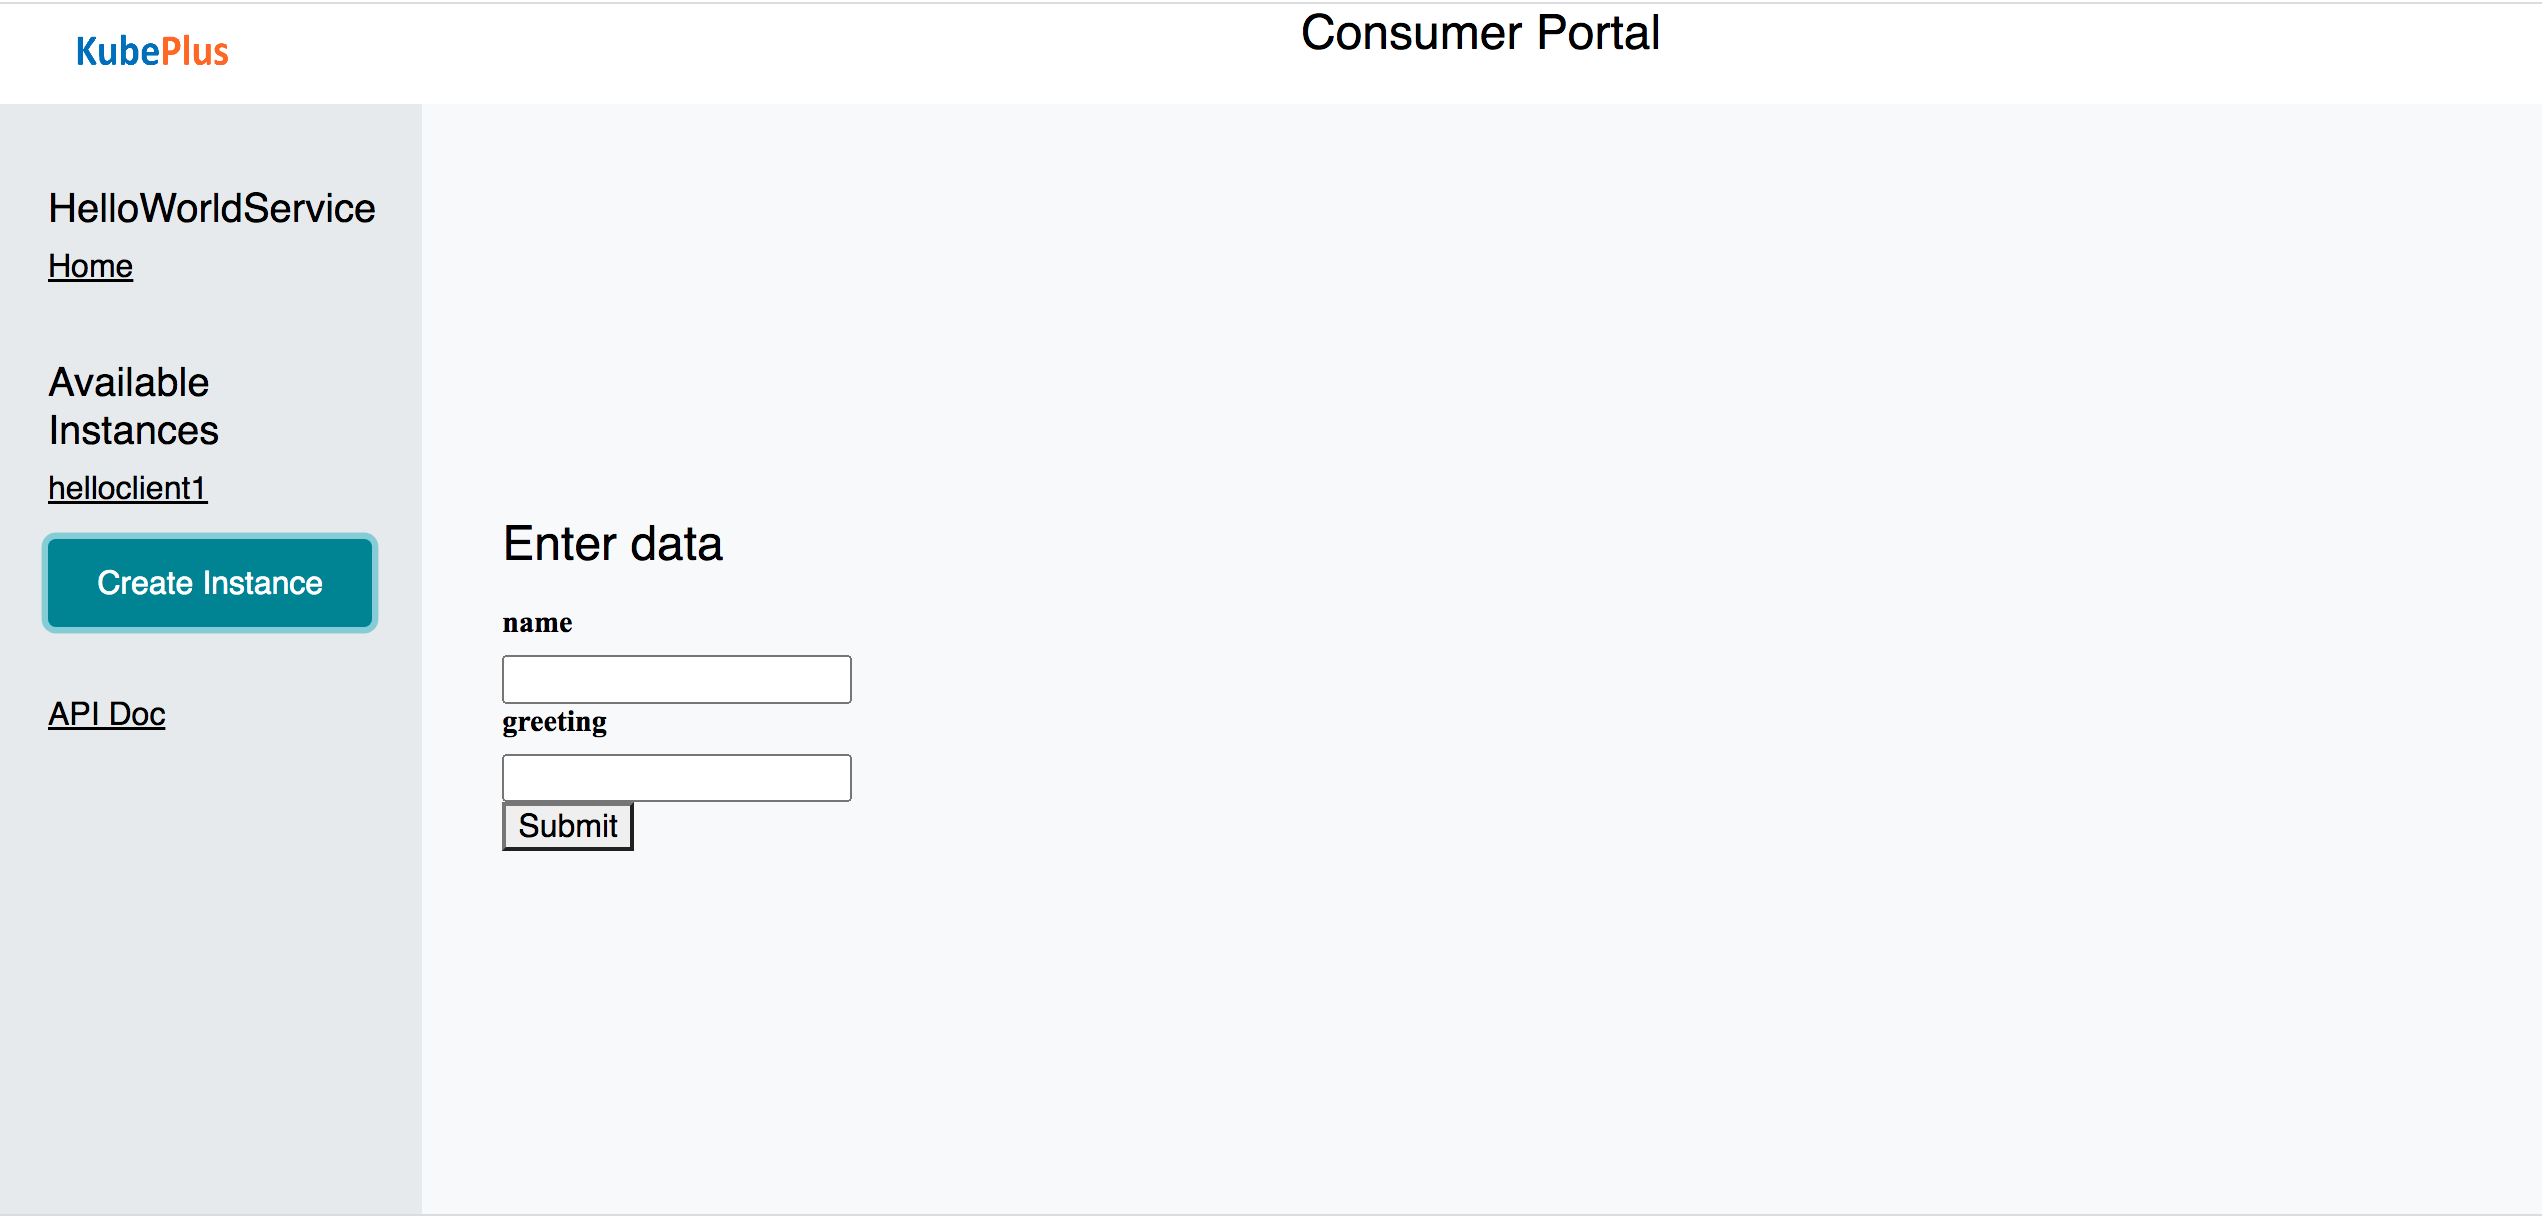 KubePlus
Consumer Portal
HelloWorldService
Home
Available
Instances
helloclient1
Create Instance
API Doc
Enter data
name
greeting
Submit